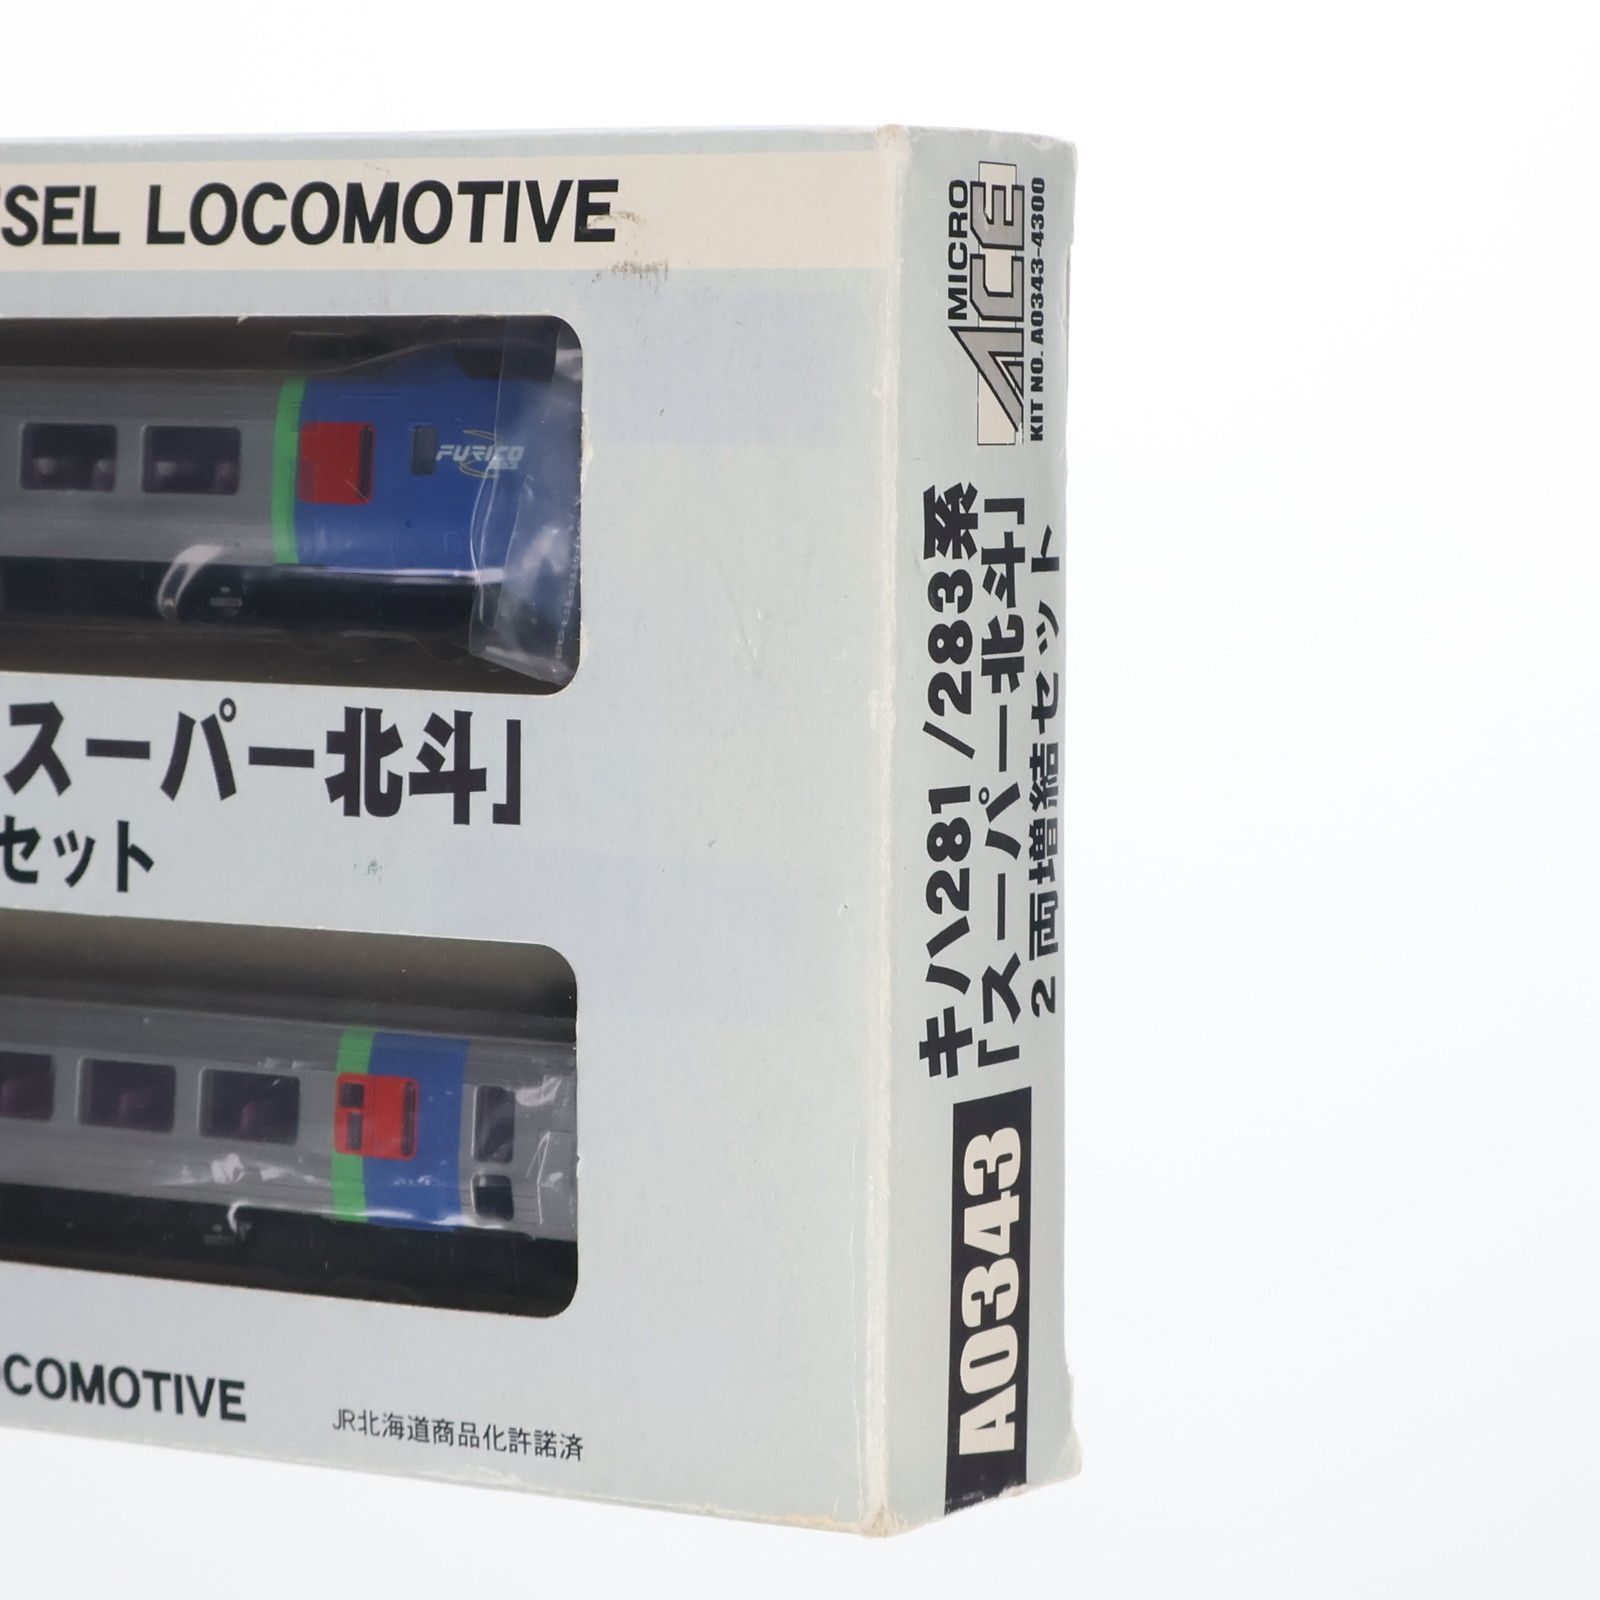 ESEL LOCOMOTIVE
FURICO
スーパー北斗」
セット
OCOMOTIVE
JR北海道商品化許諾済
MICRO
ACE
KIT NO. A0343-4300
キハ281/283系
「スーパー北斗」
2両増結セット
A0343